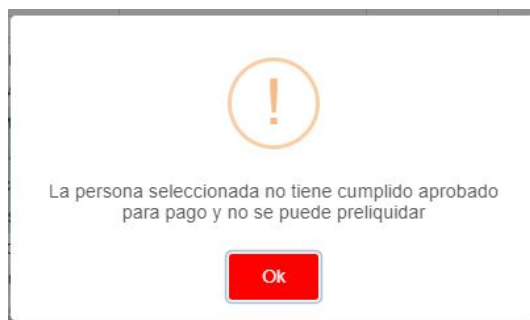 !
La persona seleccionada no tiene cumplido aprobado
para pago y no se puede preliquidar
Ok